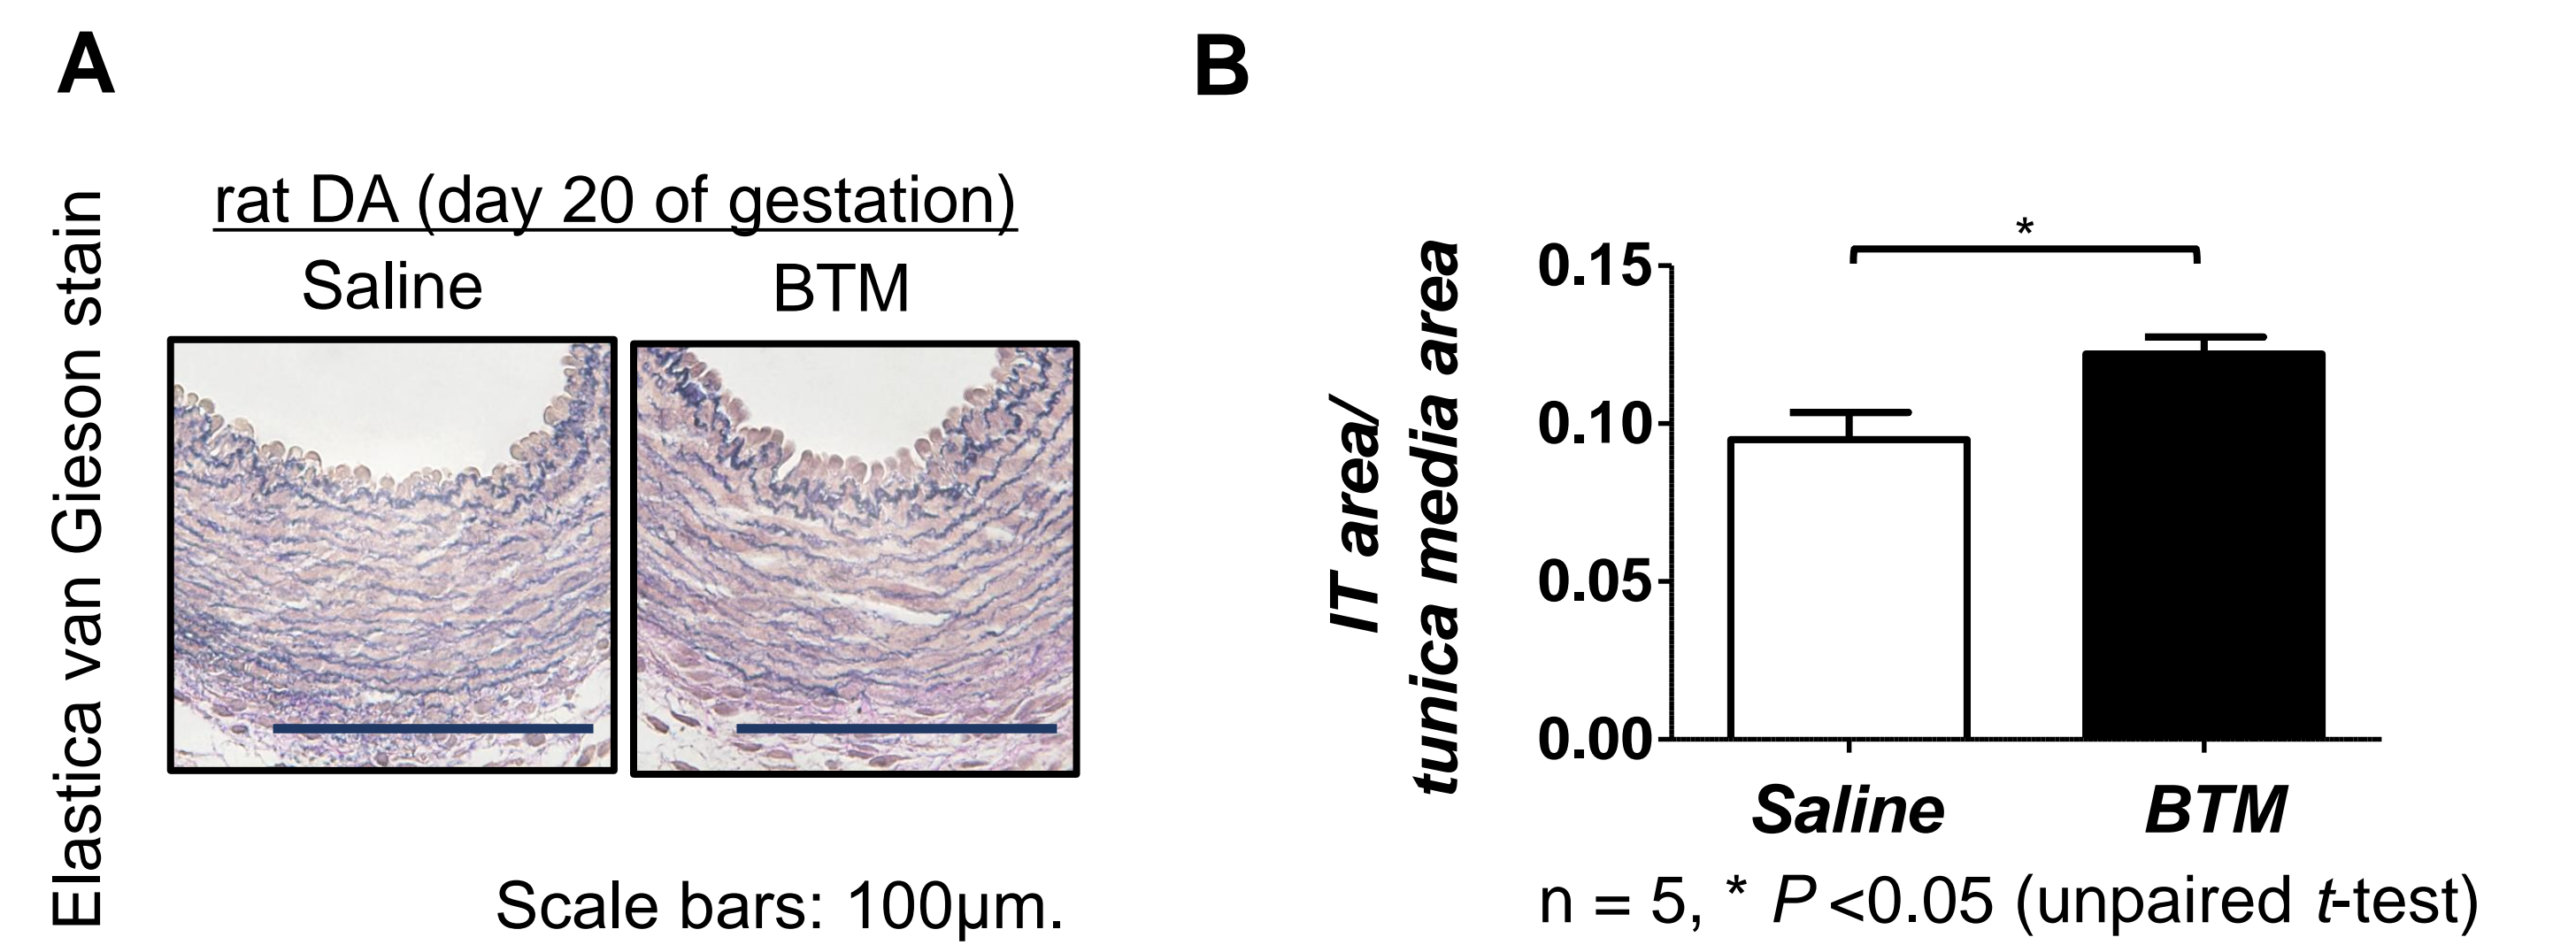 A
Elastica van Gieson stain
rat DA (day 20 of gestation)
Saline
BTM
Scale bars: 100µm.
B
IT area/
tunica media area
*
0.15
0.10
0.05
0.00
Saline
BTM
n = 5, * P <0.05 (unpaired t-test)